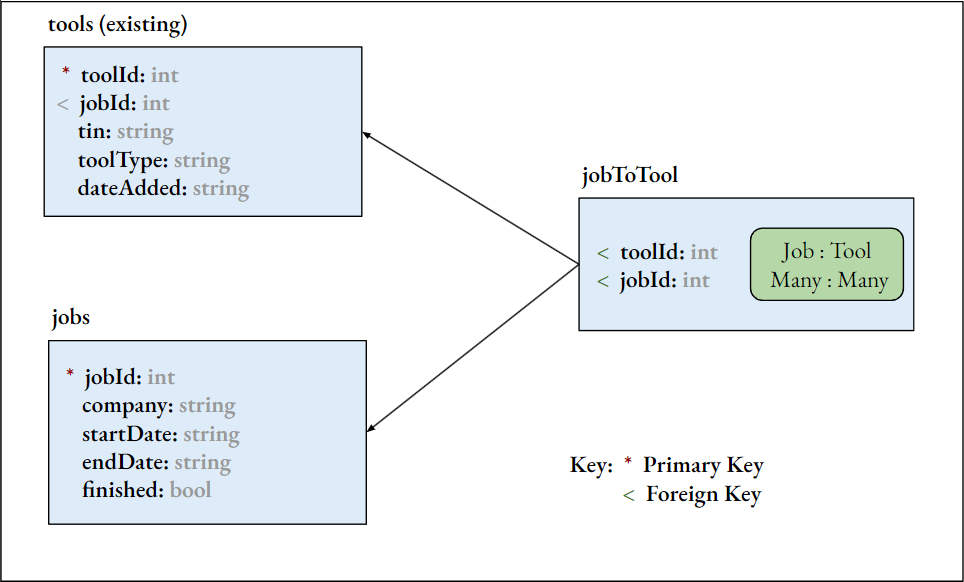 tools (existing)
* toolId: int
< jobId: int
tin: string
toolType: string
dateAdded: string
jobToTool
< toolId: int
< jobId: int
Job : Tool
Many : Many
jobs
* jobId: int
company: string
startDate: string
endDate: string
finished: bool
Key: * Primary Key
< Foreign Key